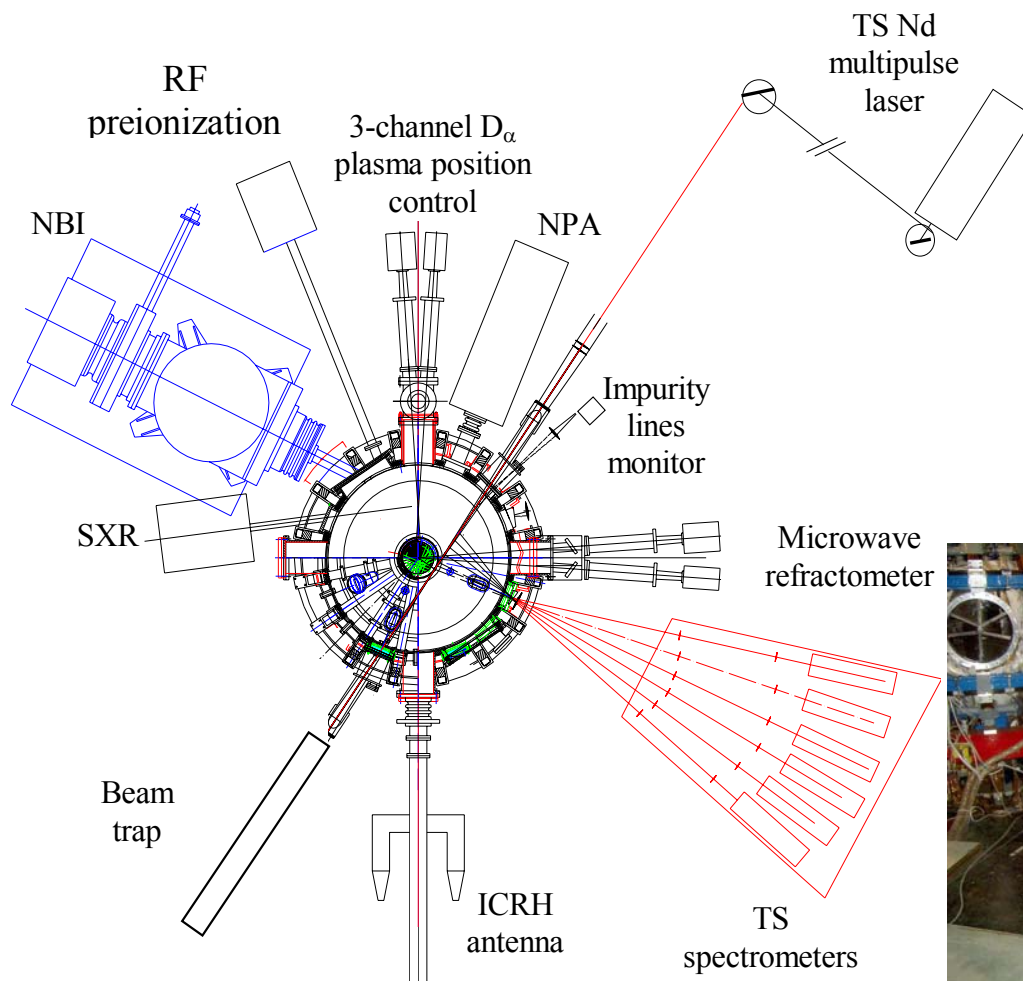 TS Nd
multipulse
laser
RF
preionization
3-channel Dα
plasma position
control
NBI
NPA
Impurity
lines
monitor
SXR
Microwave
refractometer
Beam
trap
ICRH
antenna
TS
spectrometers